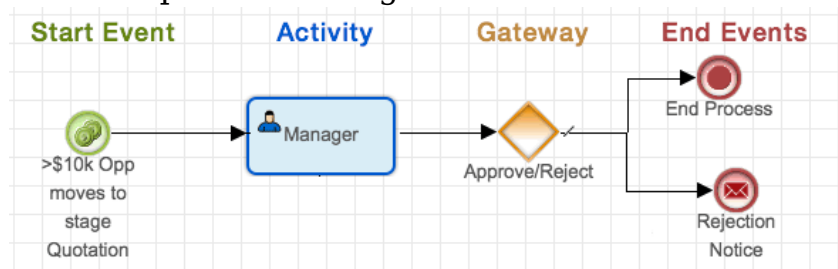 Start Event
Activity
Gateway
End Events
Manager
End Process
>$10k Opp
moves to
stage
Quotation
Approve/Reject
Rejection
Notice